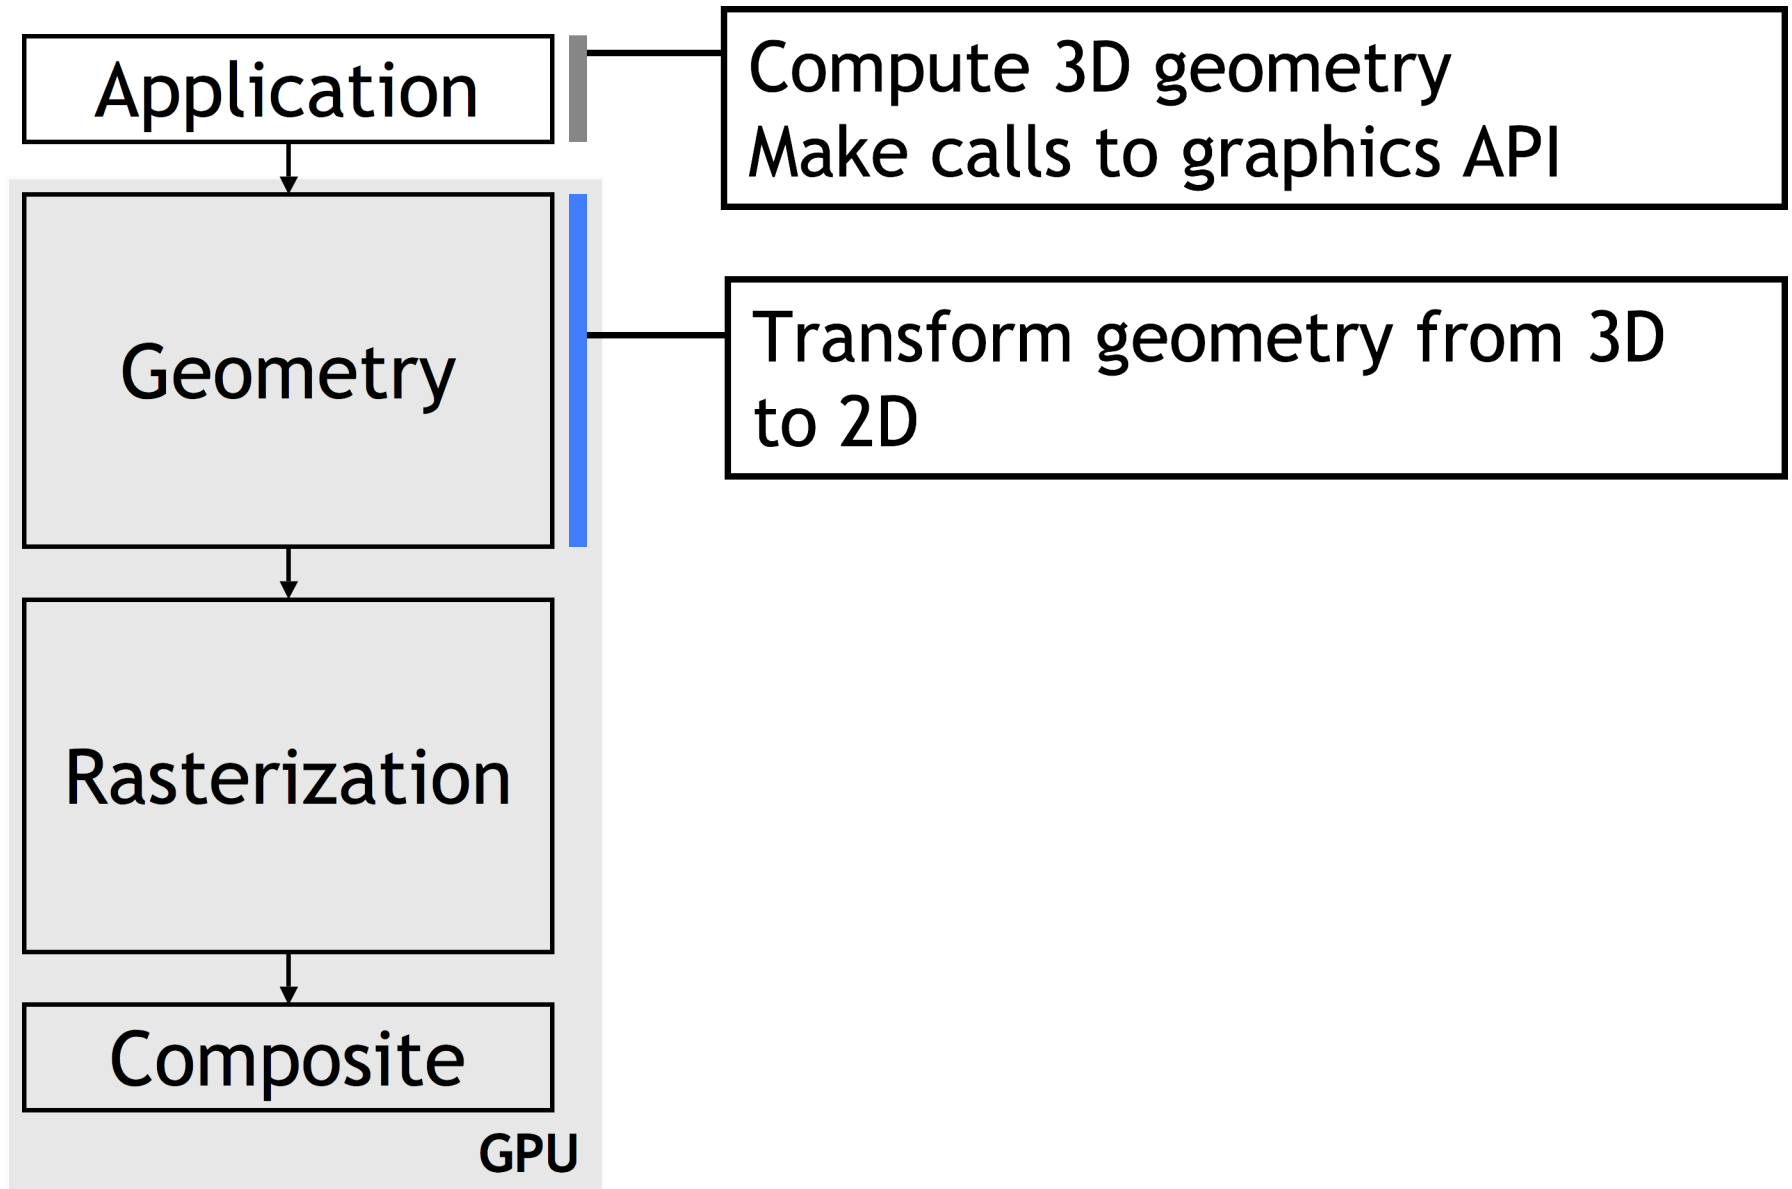 Application
Compute 3D geometry
Make calls to graphics API
Geometry
Transform geometry from 3D
to 2D
Rasterization
Composite
GPU